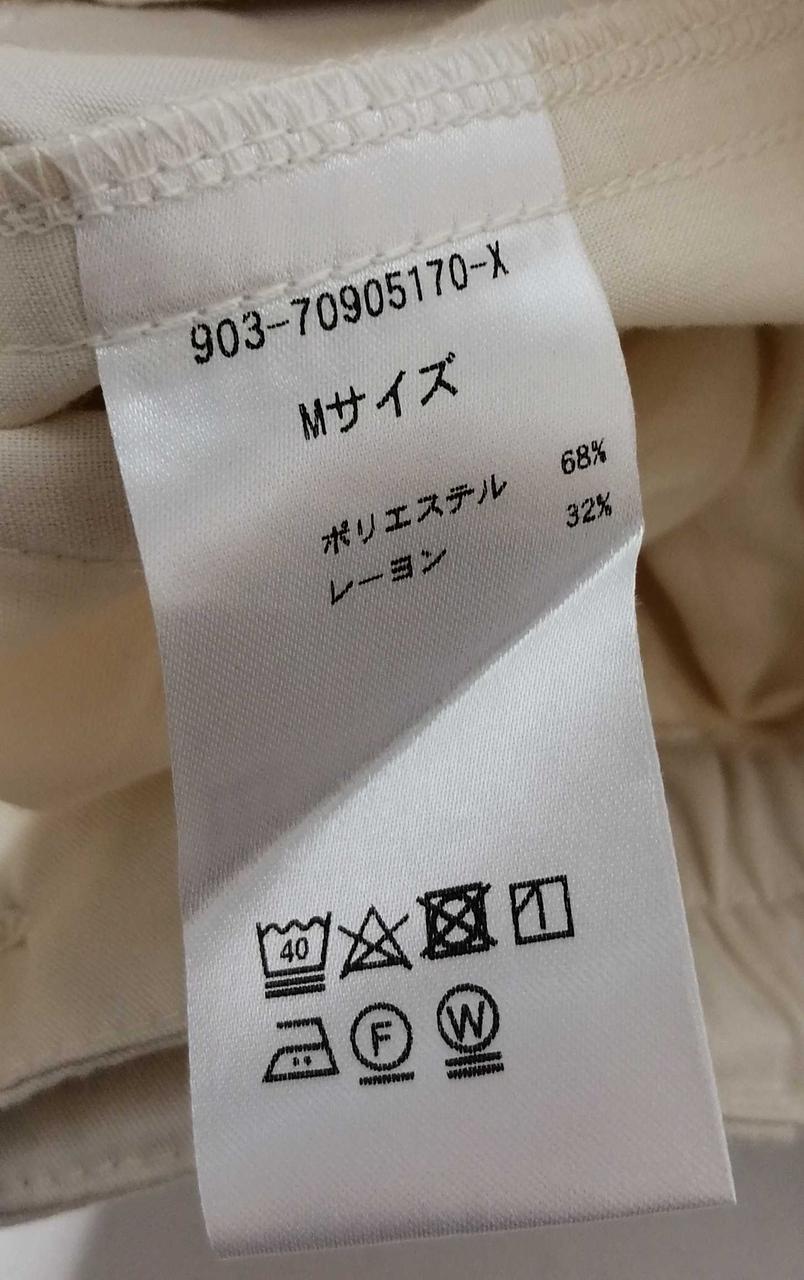 903-70905170-X
Mサイズ
ポリエステル 68%
レーヨン 32%
40
F W